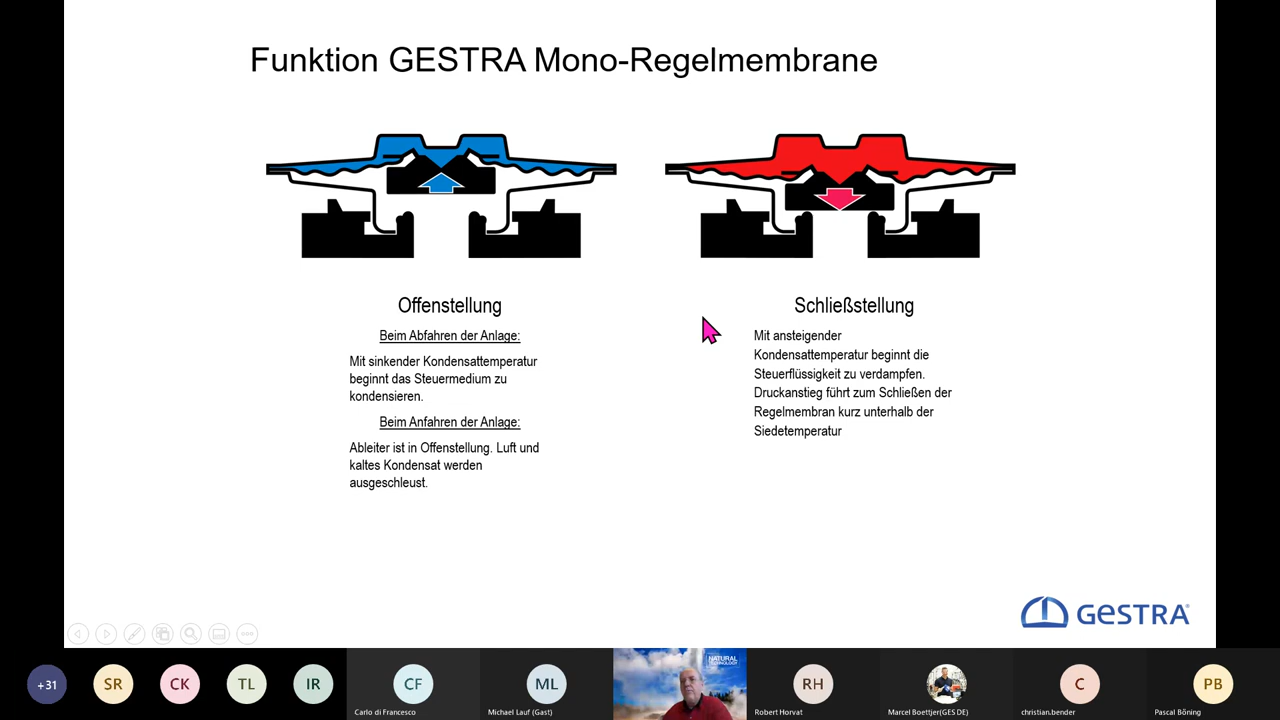 Funktion GESTRA Mono-Regelmembrane
Offenstellung
Beim Abfahren der Anlage:
Mit sinkender Kondensattemperatur
beginnt das Steuermedium zu
kondensieren.
Beim Anfahren der Anlage:
Ableiter ist in Offenstellung. Luft und
kaltes Kondensat werden
ausgeschleust.
Schließstellung
Mit ansteigender
Kondensattemperatur beginnt die
Steuerflüssigkeit zu verdampfen.
Druckanstieg führt zum Schließen der
Regelmembran kurz unterhalb der
Siedetemperatur
GESTRA®
+31
SR
CK
TL
IR
CF
Carlo di Francesco
ML
Michael Lauf (Gast)
NATURAL
TECHNOLOGY
RH
Robert Horvat
Marcel Boettjer(GES DE)
C
christian.bender
PB
Pascal Böning